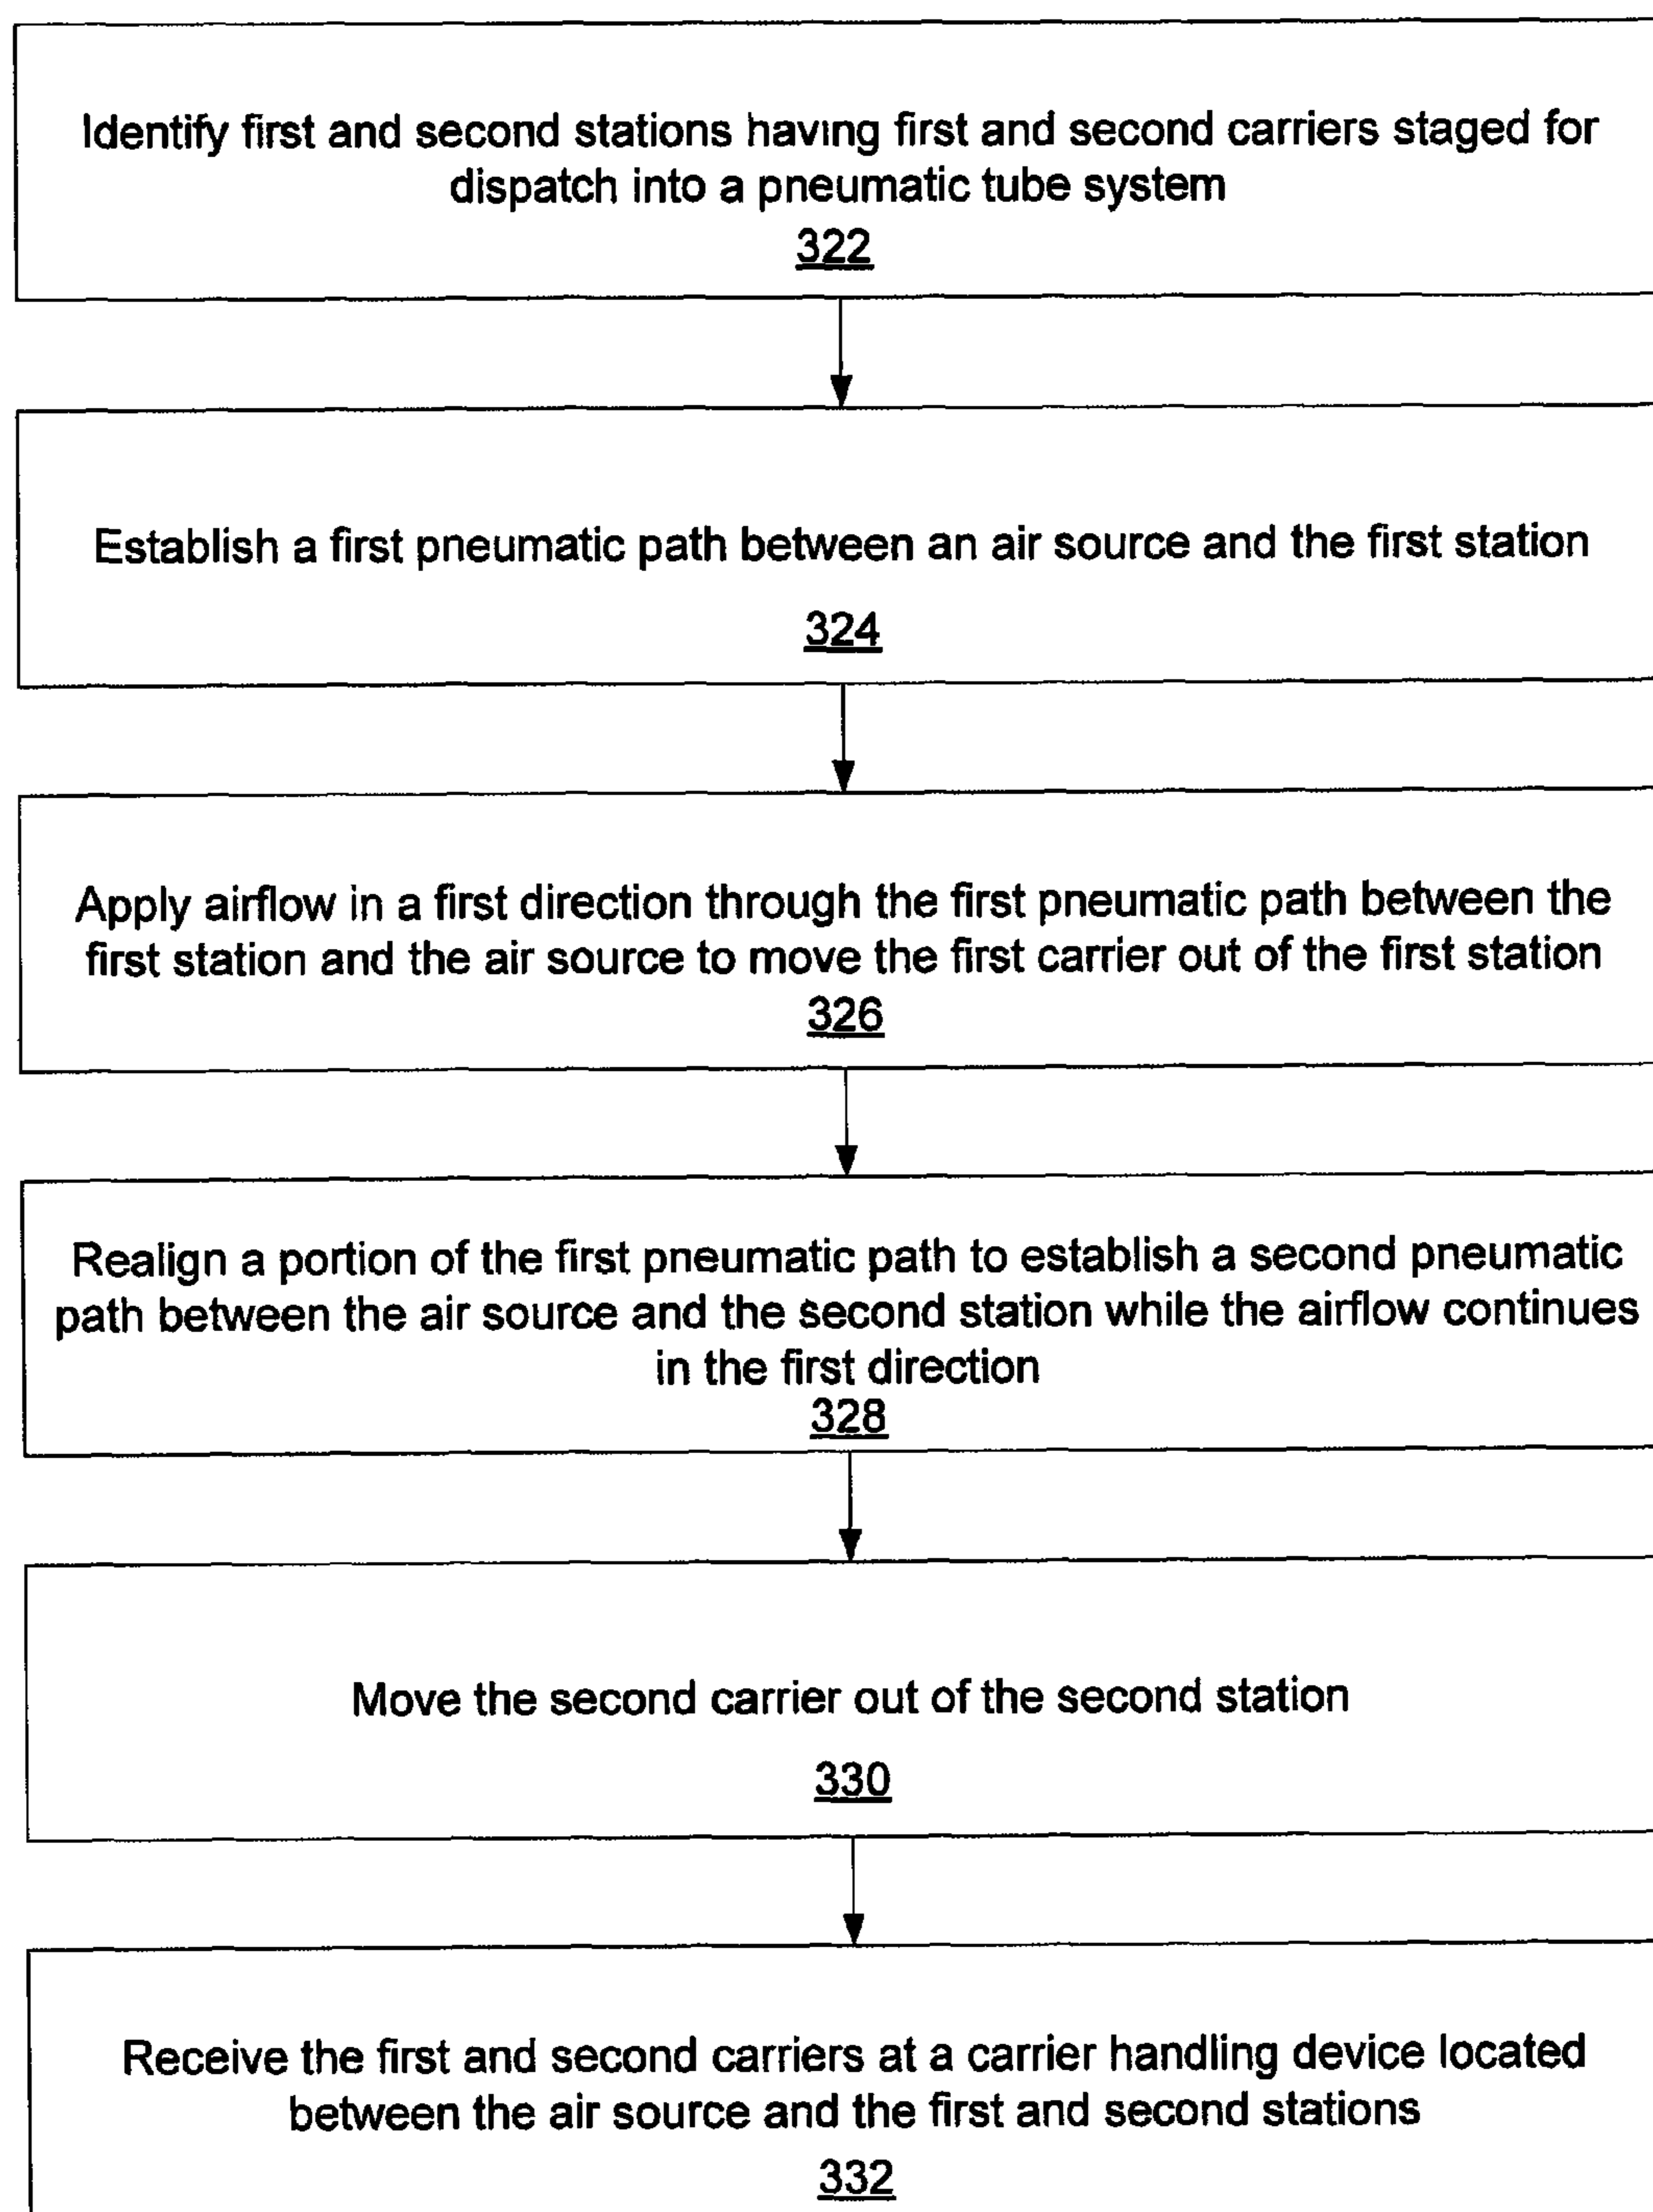 Identify first and second stations having first and second carriers staged for
dispatch into a pneumatic tube system
322
Establish a first pneumatic path between an air source and the first station
324
Apply airflow in a first direction through the first pneumatic path between the
first station and the air source to move the first carrier out of the first station
326
Realign a portion of the first pneumatic path to establish a second pneumatic
path between the air source and the second station while the airflow continues
in the first direction
328
Move the second carrier out of the second station
330
Receive the first and second carriers at a carrier handling device located
between the air source and the first and second stations
332